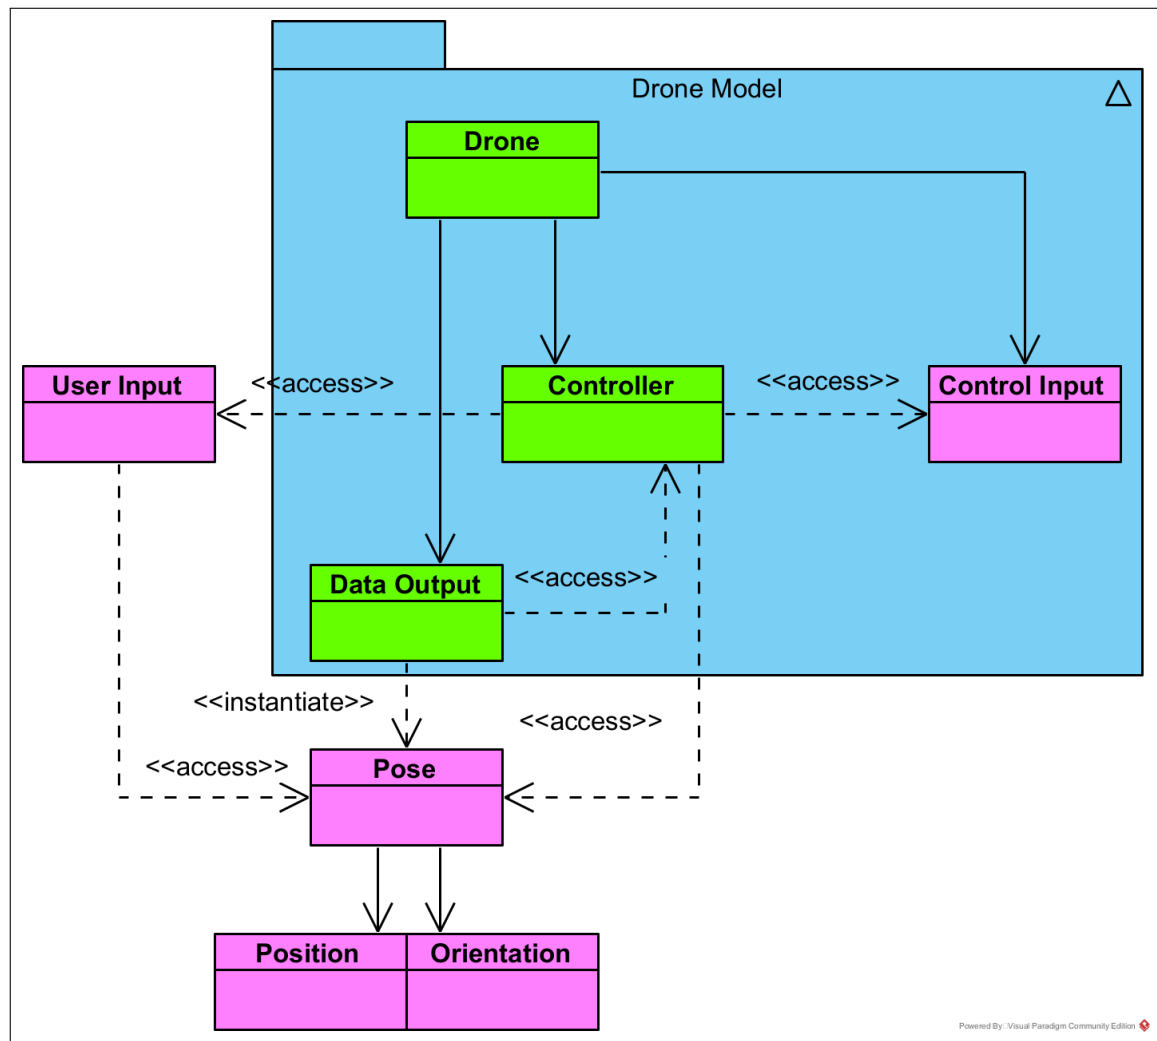 Drone Model
Drone
User Input
<<access>>
Controller
<<access>>
Control Input
Data Output
<<access>>
<<instantiate>>
<<access>>
<<access>>
Pose
Position
Orientation
Powered By Visual Paradigm Community Edition